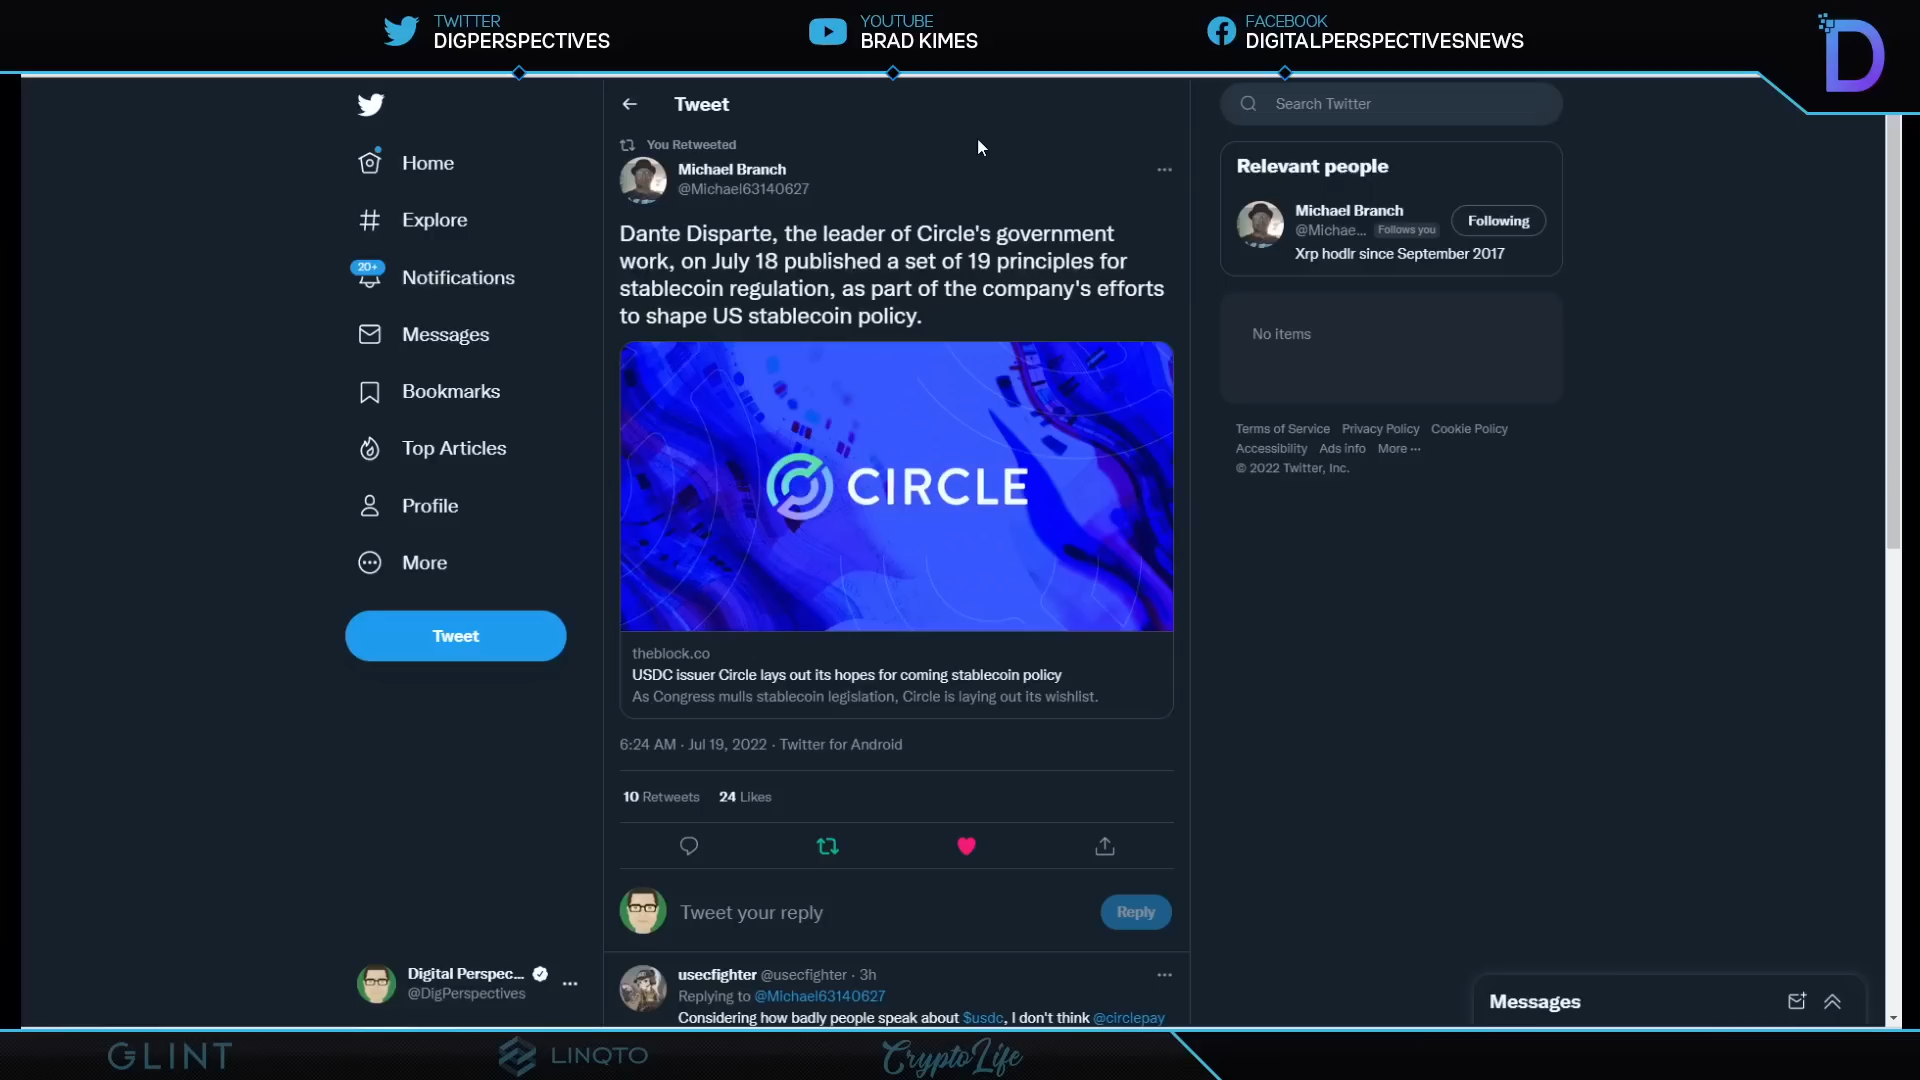 TWITTER
DIGPERSPECTIVES
YOUTUBE
BRAD KIMES
FACEBOOK
DIGITALPERSPECTIVESNEWS
D
Home
Explore
20+
Notifications
Messages
Bookmarks
Top Articles
Profile
More
Tweet
Digital Perspec...
@DigPerspectives
Tweet
You Retweeted
Michael Branch
@Michael63140627
Dante Disparte, the leader of Circle's government
work, on July 18 published a set of 19 principles for
stablecoin regulation, as part of the company's efforts
to shape US stablecoin policy.
CIRCLE
theblock.co
USDC issuer Circle lays out its hopes for coming stablecoin policy
As Congress mulls stablecoin legislation, Circle is laying out its wishlist.
6:24 AM · Jul 19, 2022 · Twitter for Android
10 Retweets 24 Likes
Tweet your reply
Reply
usecfighter @usecfighter · 3h
Replying to @Michael63140627
Considering how badly people speak about $usdc, I don't think @circlepay
Search Twitter
Relevant people
Michael Branch
@Michae... Follows you
Following
Xrp hodlr since September 2017
No items
Terms of Service Privacy Policy Cookie Policy
Accessibility Ads info More ···
© 2022 Twitter, Inc.
Messages
GLINT
LINQTO
CryptoLife